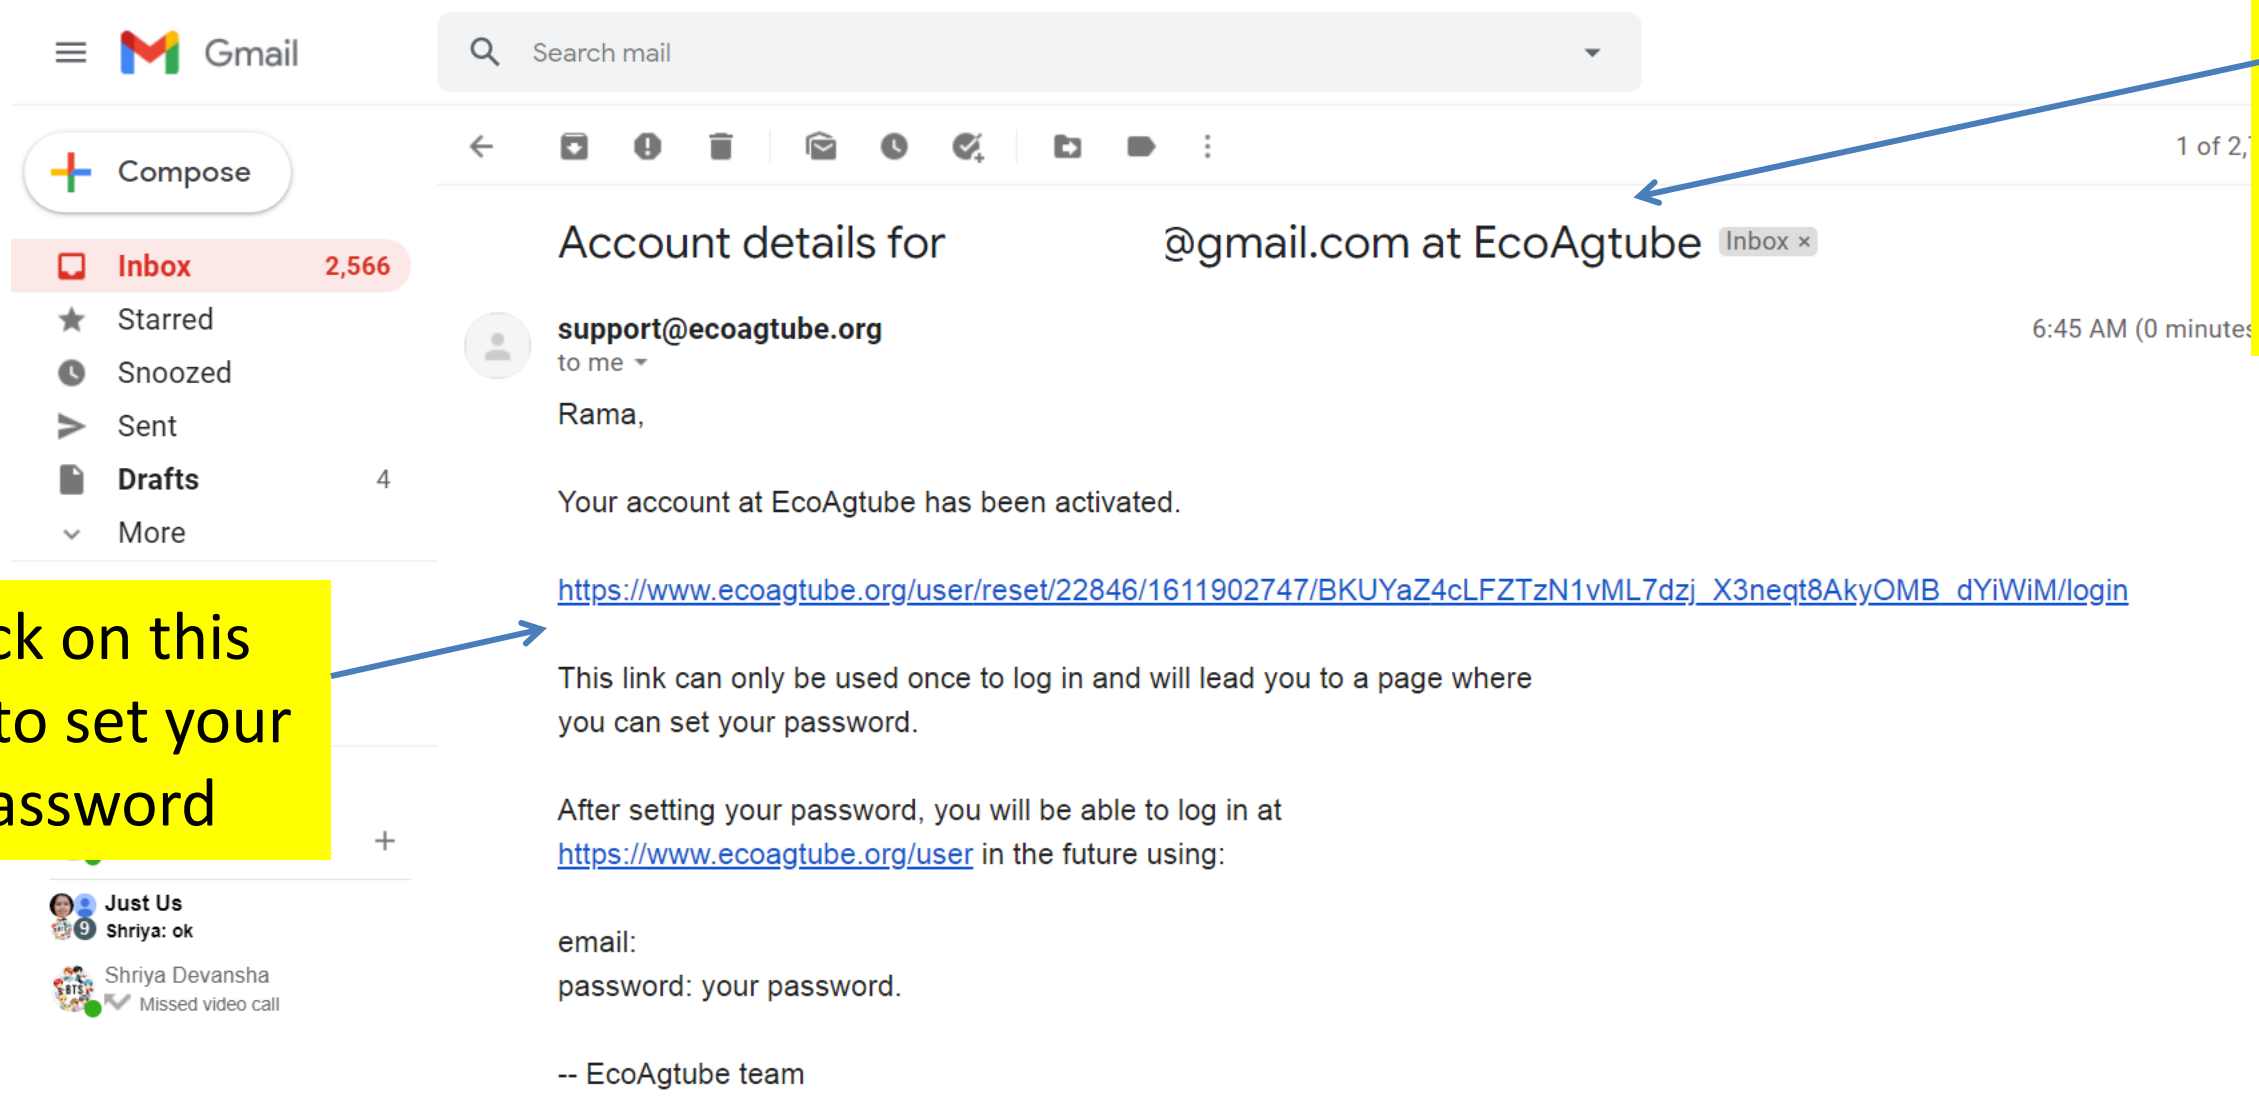 Gmail
Search mail
1 of 2,
Compose
Account details for @gmail.com at EcoAgtube Inbox ×
Inbox 2,566
Starred
Snoozed
Sent
Drafts 4
More
support@ecoagtube.org
6:45 AM (0 minutes
to me
Rama,
Your account at EcoAgtube has been activated.
https://www.ecoagtube.org/user/reset/22846/1611902747/BKUYaZ4cLFZTzN1vML7dzj_X3neqt8AkyOMB_dYiWiM/login
This link can only be used once to log in and will lead you to a page where
you can set your password.
After setting your password, you will be able to log in at
https://www.ecoagtube.org/user in the future using:
email:
password: your password.
-- EcoAgtube team
ck on this
to set your
assword
Just Us
9
Shriya: ok
BTS
Shriya Devansha
Missed video call